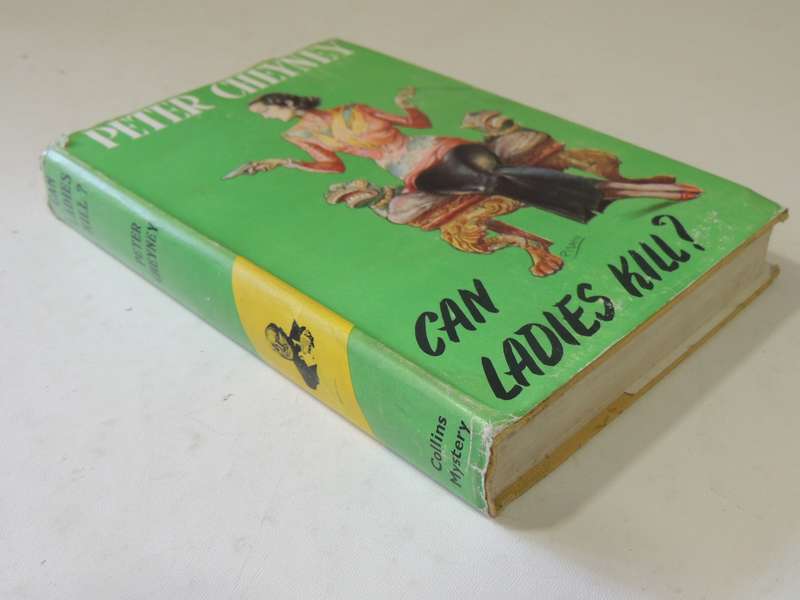 PETER CHEYNEY
CAN
LADIES KILL?
CAN
LADIES
KILL?
PETER
CHEYNEY
Collins
Mystery